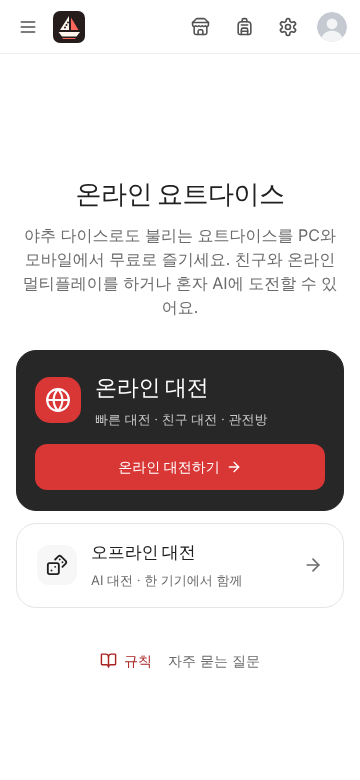 온라인 요트다이스
야추 다이스로도 불리는 요트다이스를 PC와
모바일에서 무료로 즐기세요. 친구와 온라인
멀티플레이를 하거나 혼자 AI에 도전할 수 있
어요.
온라인 대전
빠른 대전 · 친구 대전 · 관전방
온라인 대전하기
오프라인 대전
AI 대전 · 한 기기에서 함께
규칙 자주 묻는 질문